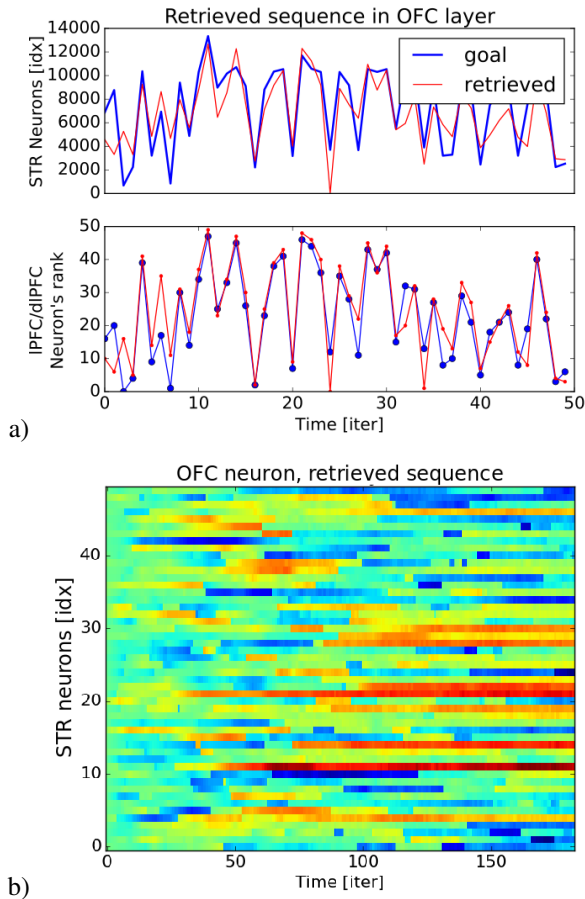 Retrieved sequence in OFC layer
14000
12000
10000
8000
6000
4000
2000
0
STR Neurons [idx]
goal
retrieved
50
40
30
20
10
0
lPFC/dlPFC
Neuron's rank
0 10 20 30 40 50
Time [iter]
a)
OFC neuron, retrieved sequence
40
30
20
10
0
STR neurons [idx]
0 50 100 150
Time [iter]
b)